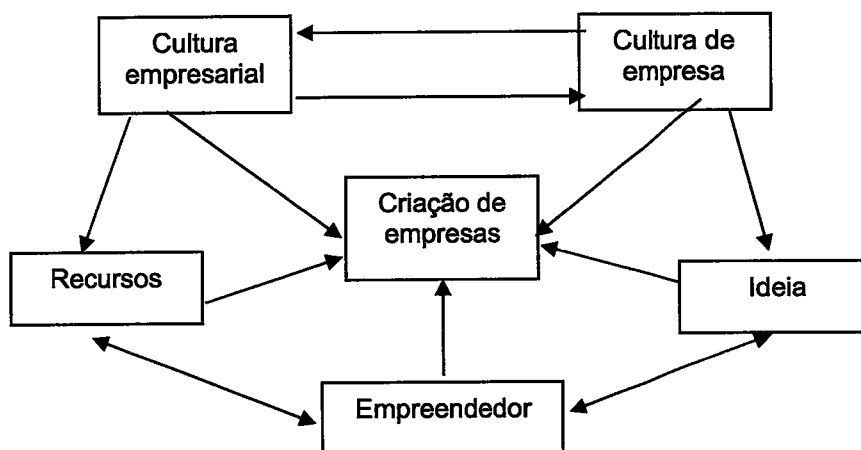 Cultura
empresarial
Cultura de
empresa
Criação de
empresas
Recursos
Ideia
Empreendedor